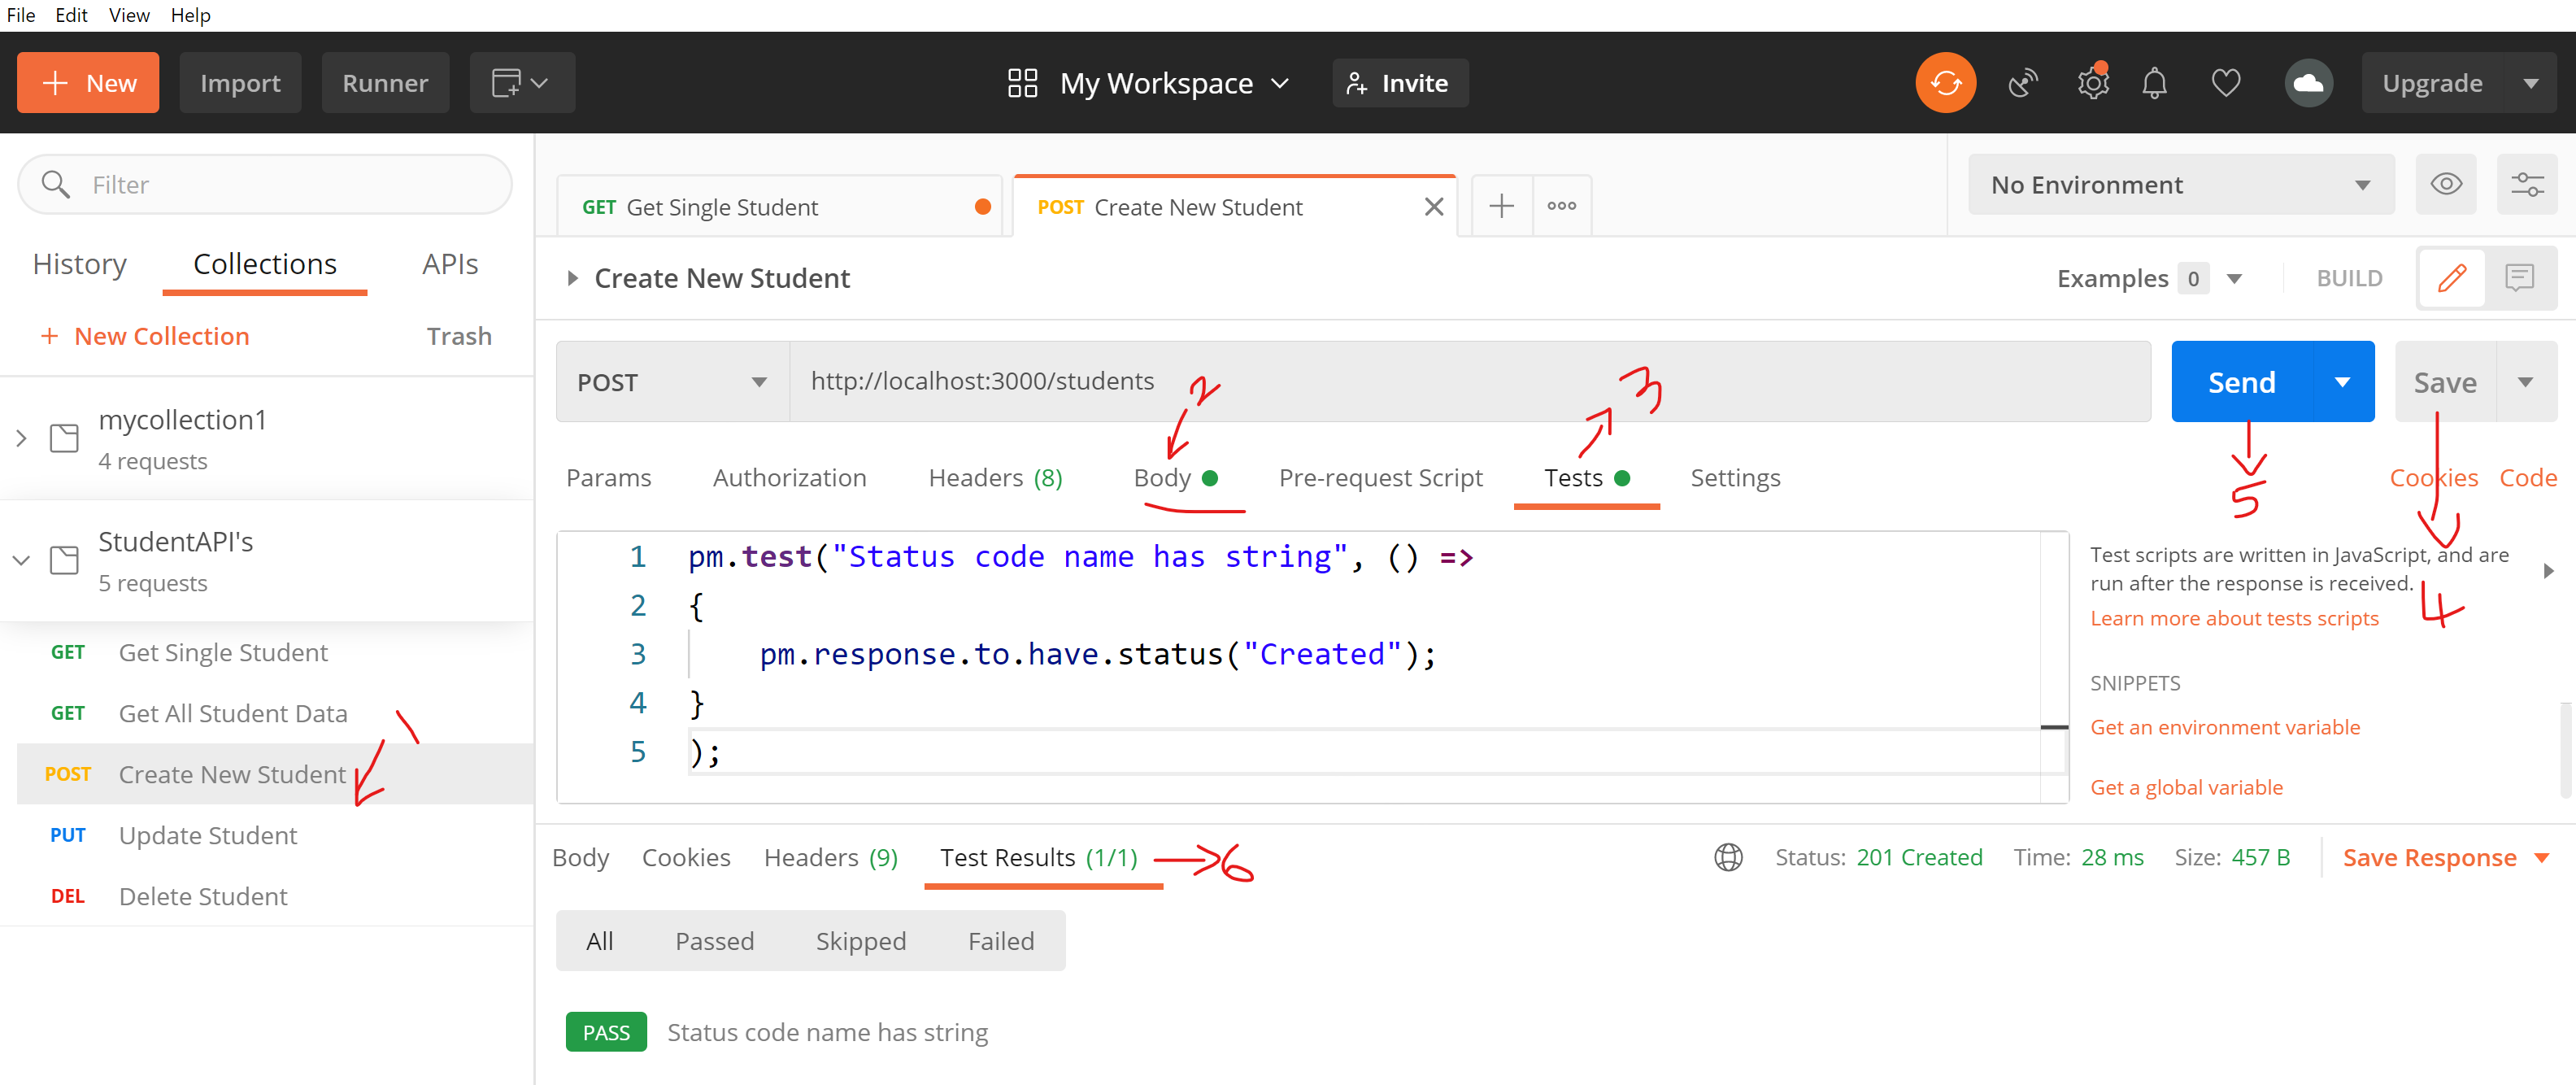 File Edit View Help
New Import Runner My Workspace Invite Upgrade
Filter
History Collections APIs
+ New Collection Trash
mycollection1
4 requests
StudentAPI's
5 requests
GET Get Single Student
GET Get All Student Data
POST Create New Student
PUT Update Student
DEL Delete Student
1
GET Get Single Student
POST Create New Student
No Environment
Create New Student
Examples 0 BUILD
POST http://localhost:3000/students
Send Save
2
3
Params Authorization Headers (8) Body Pre-request Script Tests Settings Cookies Code
5
4
1 pm.test("Status code name has string", () =>
2 {
3 pm.response.to.have.status("Created");
4 }
5 );
Test scripts are written in JavaScript, and are
run after the response is received.
Learn more about tests scripts
SNIPPETS
Get an environment variable
Get a global variable
Body Cookies Headers (9) Test Results (1/1) 6
Status: 201 Created Time: 28 ms Size: 457 B Save Response
All Passed Skipped Failed
PASS Status code name has string